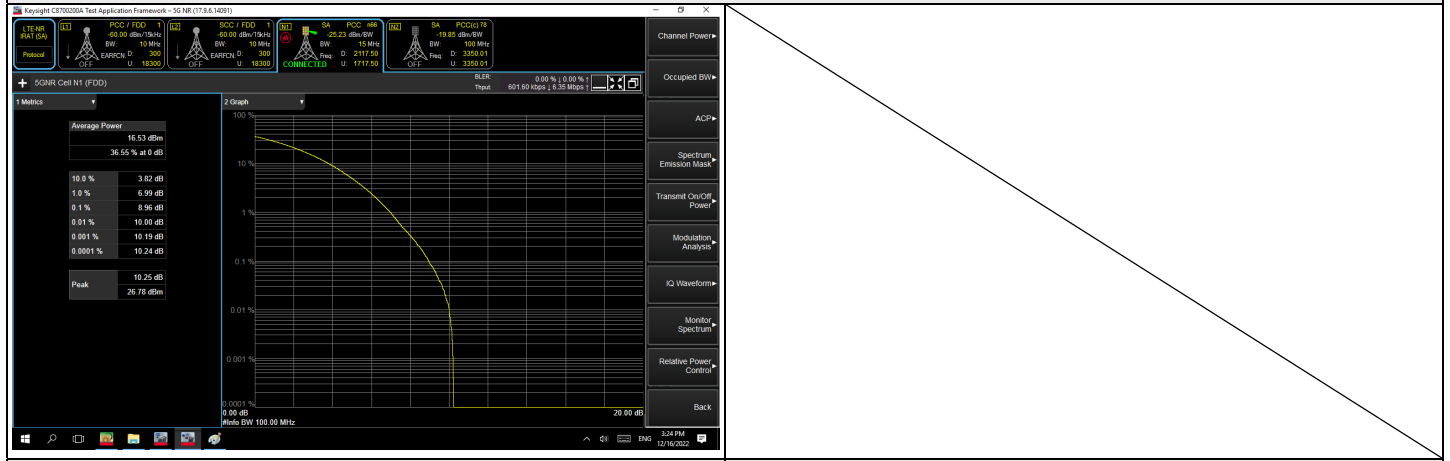 Keysight C8700200A Test Application Framework – 5G NR (17.9.6.14091)
LTE-NR
IRAT (SA)
Protocol
L1
PCC / FDD 1
-60.00 dBm/15kHz
BW: 10 MHz
EARFCN: D: 300
U: 18300
OFF
L2
SCC / FDD 1
-60.00 dBm/15kHz
BW: 10 MHz
EARFCN: D: 300
U: 18300
OFF
N1
SA PCC n66
-25.23 dBm/BW
BW: 15 MHz
Freq: D: 2117.50
CONNECTED U: 1717.50
N2
SA PCC(c) 78
-19.85 dBm/BW
BW: 100 MHz
Freq: D: 3350.01
OFF U: 3350.01
5GNR Cell N1 (FDD)
BLER: 0.00 % ↓ 0.00 % ↑
Thput: 601.60 kbps ↓ 6.35 Mbps ↑
1 Metrics
Average Power
16.53 dBm
36.55 % at 0 dB
10.0 % 3.82 dB
1.0 % 6.99 dB
0.1 % 8.96 dB
0.01 % 10.00 dB
0.001 % 10.19 dB
0.0001 % 10.24 dB
Peak
10.25 dB
26.78 dBm
2 Graph
100 %
10 %
1 %
0.1 %
0.01 %
0.001 %
0.0001 %
0.00 dB 20.00 dB
#Info BW 100.00 MHz
Channel Power
Occupied BW
ACP
Spectrum
Emission Mask
Transmit On/Off
Power
Modulation
Analysis
IQ Waveform
Monitor
Spectrum
Relative Power
Control
Back
ENG
3:24 PM
12/16/2022